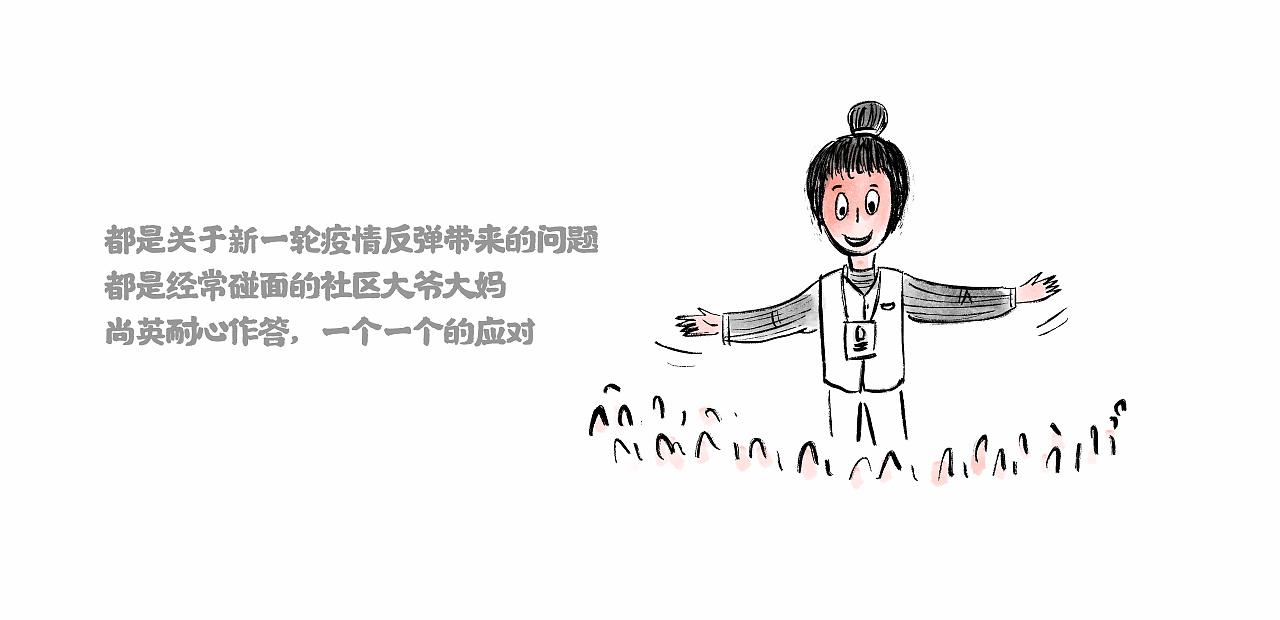 都是关于新一轮疫情反弹带来的问题
都是经常碰面的社区大爷大妈
尚英耐心作答，一个一个的应对